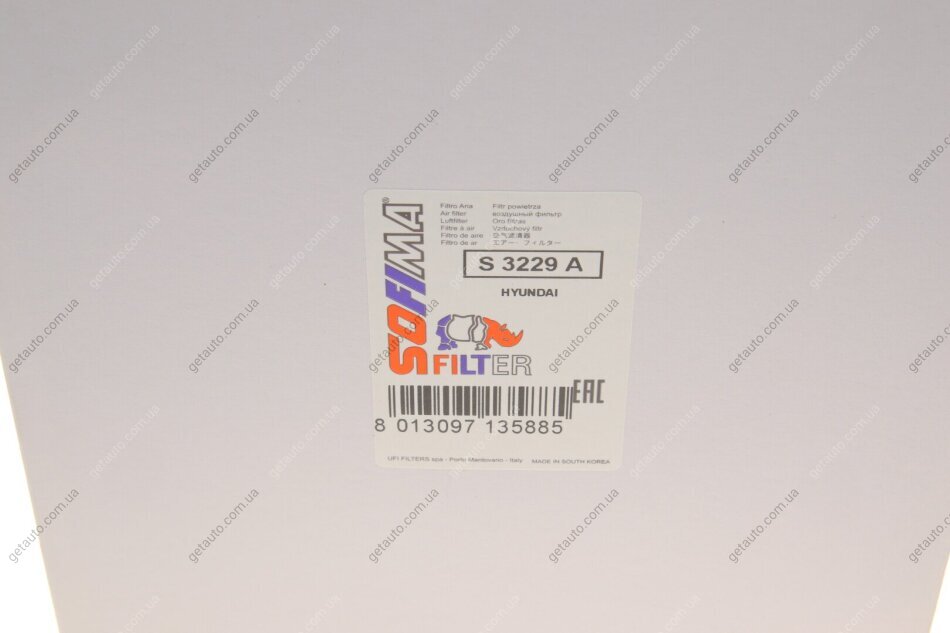 Filtro Aria
Air filter
Luftfilter
Filtre à air
Filtro de aire
Filtro de ar
Filtr powietrza
воздушный фильтр
Oro filtras
Vzduchový filtr
空气滤清器
エアー・フィルター
S 3229 A
HYUNDAI
SOFIMA®
FILTER
EAC
8 013097 135885
UFI FILTERS spa - Porto Mantovano - Italy
MADE IN SOUTH KOREA
getauto.com.ua